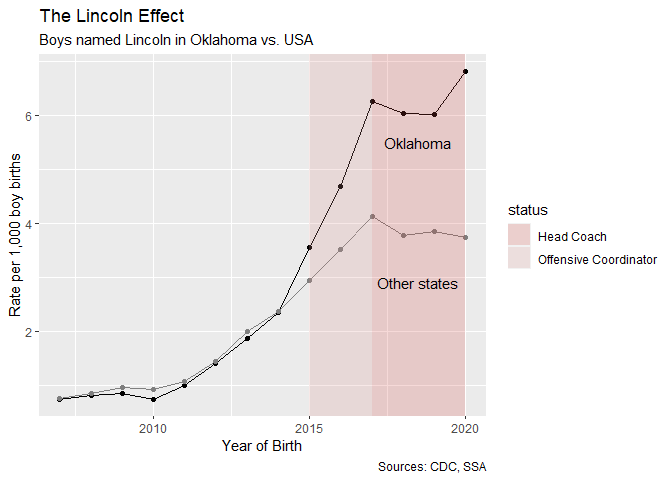 The Lincoln Effect
Boys named Lincoln in Oklahoma vs. USA
Rate per 1,000 boy births
6
4
2
Oklahoma
Other states
2010
2015
2020
Year of Birth
status
Head Coach
Offensive Coordinator
Sources: CDC, SSA